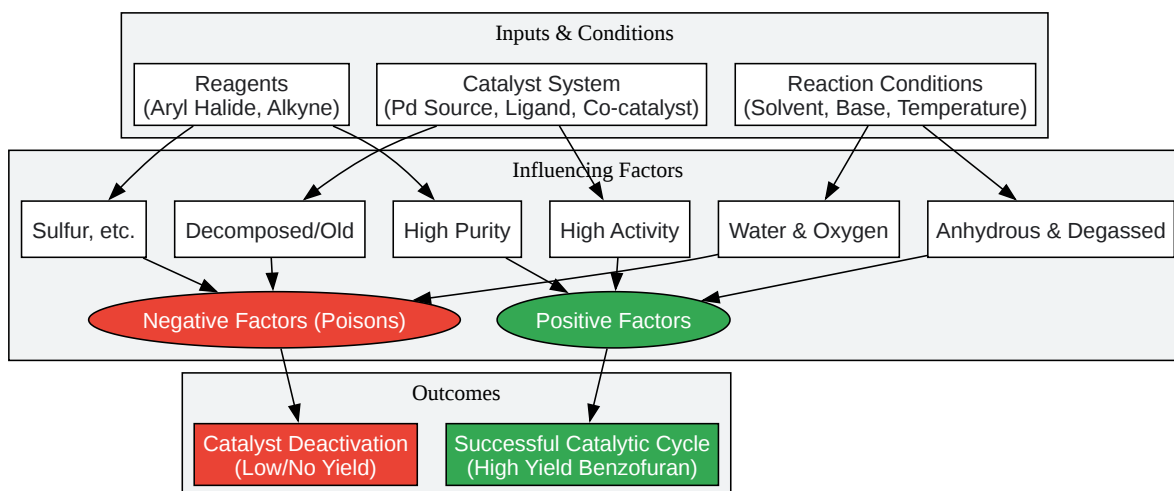 Inputs & Conditions
Reagents
(Aryl Halide, Alkyne)
Catalyst System
(Pd Source, Ligand, Co-catalyst)
Reaction Conditions
(Solvent, Base, Temperature)
Influencing Factors
Sulfur, etc.
Decomposed/Old
High Purity
High Activity
Water & Oxygen
Anhydrous & Degassed
Negative Factors (Poisons)
Positive Factors
Outcomes
Catalyst Deactivation
(Low/No Yield)
Successful Catalytic Cycle
(High Yield Benzofuran)